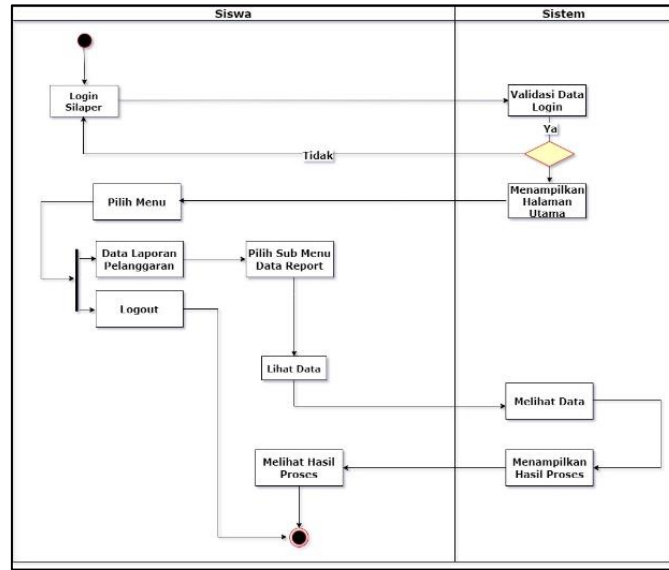 Siswa
Sistem
Login
Silaper
Validasi Data
Login
Ya
Tidak
Pilih Menu
Menampilkan
Halaman
Utama
Data Laporan
Pelanggaran
Pilih Sub Menu
Data Report
Logout
Lihat Data
Melihat Data
Melihat Hasil
Proses
Menampilkan
Hasil Proses